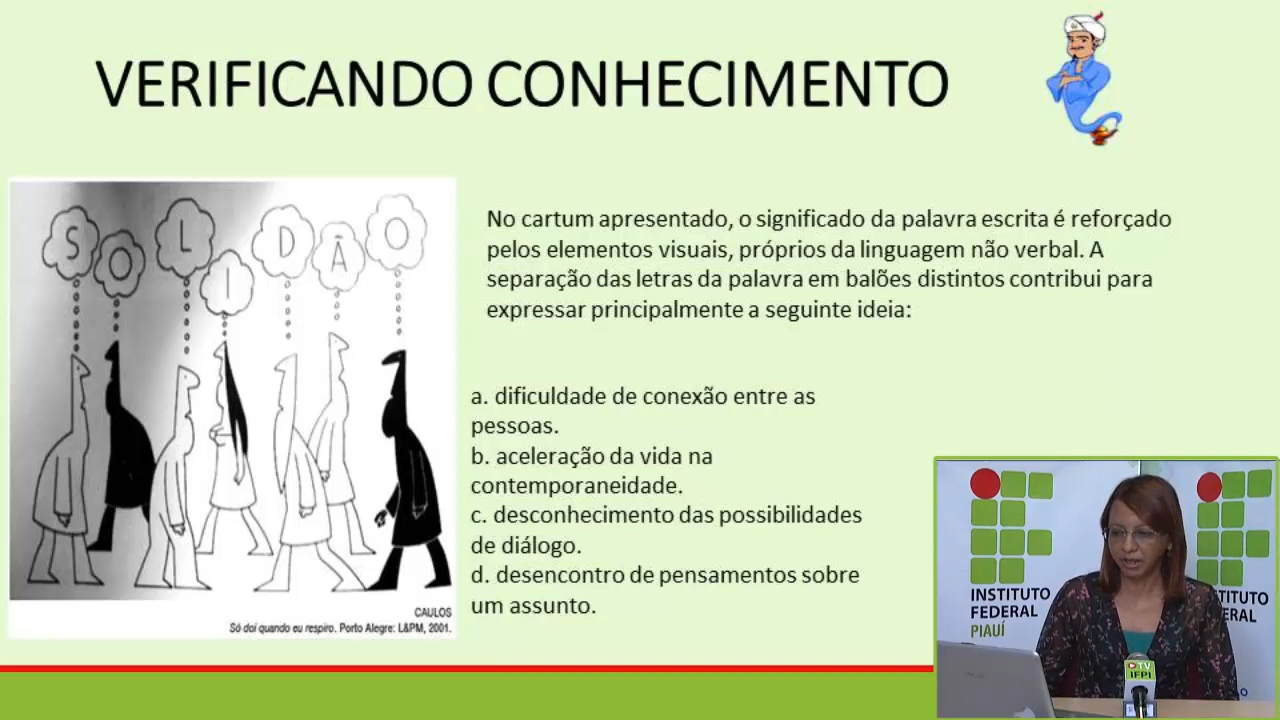 VERIFICANDO CONHECIMENTO
S O L I D Ã O
CAULOS
Só dói quando eu respiro. Porto Alegre: L&PM, 2001.
No cartum apresentado, o significado da palavra escrita é reforçado
pelos elementos visuais, próprios da linguagem não verbal. A
separação das letras da palavra em balões distintos contribui para
expressar principalmente a seguinte ideia:
a. dificuldade de conexão entre as
pessoas.
b. aceleração da vida na
contemporaneidade.
c. desconhecimento das possibilidades
de diálogo.
d. desencontro de pensamentos sobre
um assunto.
INSTITUTO
FEDERAL
PIAUÍ
TITUTO
ERAL
TV
IFPI